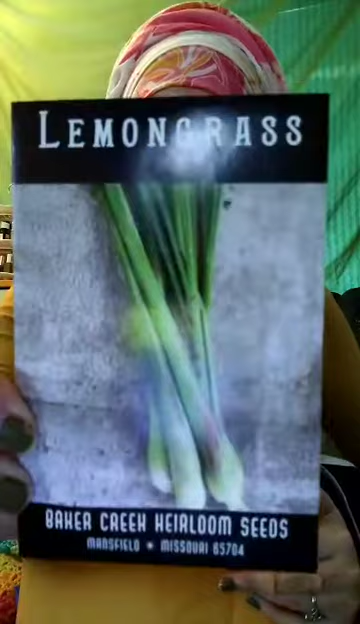 LEMONGRASS
BAKER CREEK HEIRLOOM SEEDS
MANSFIELD * MISSOURI 65704